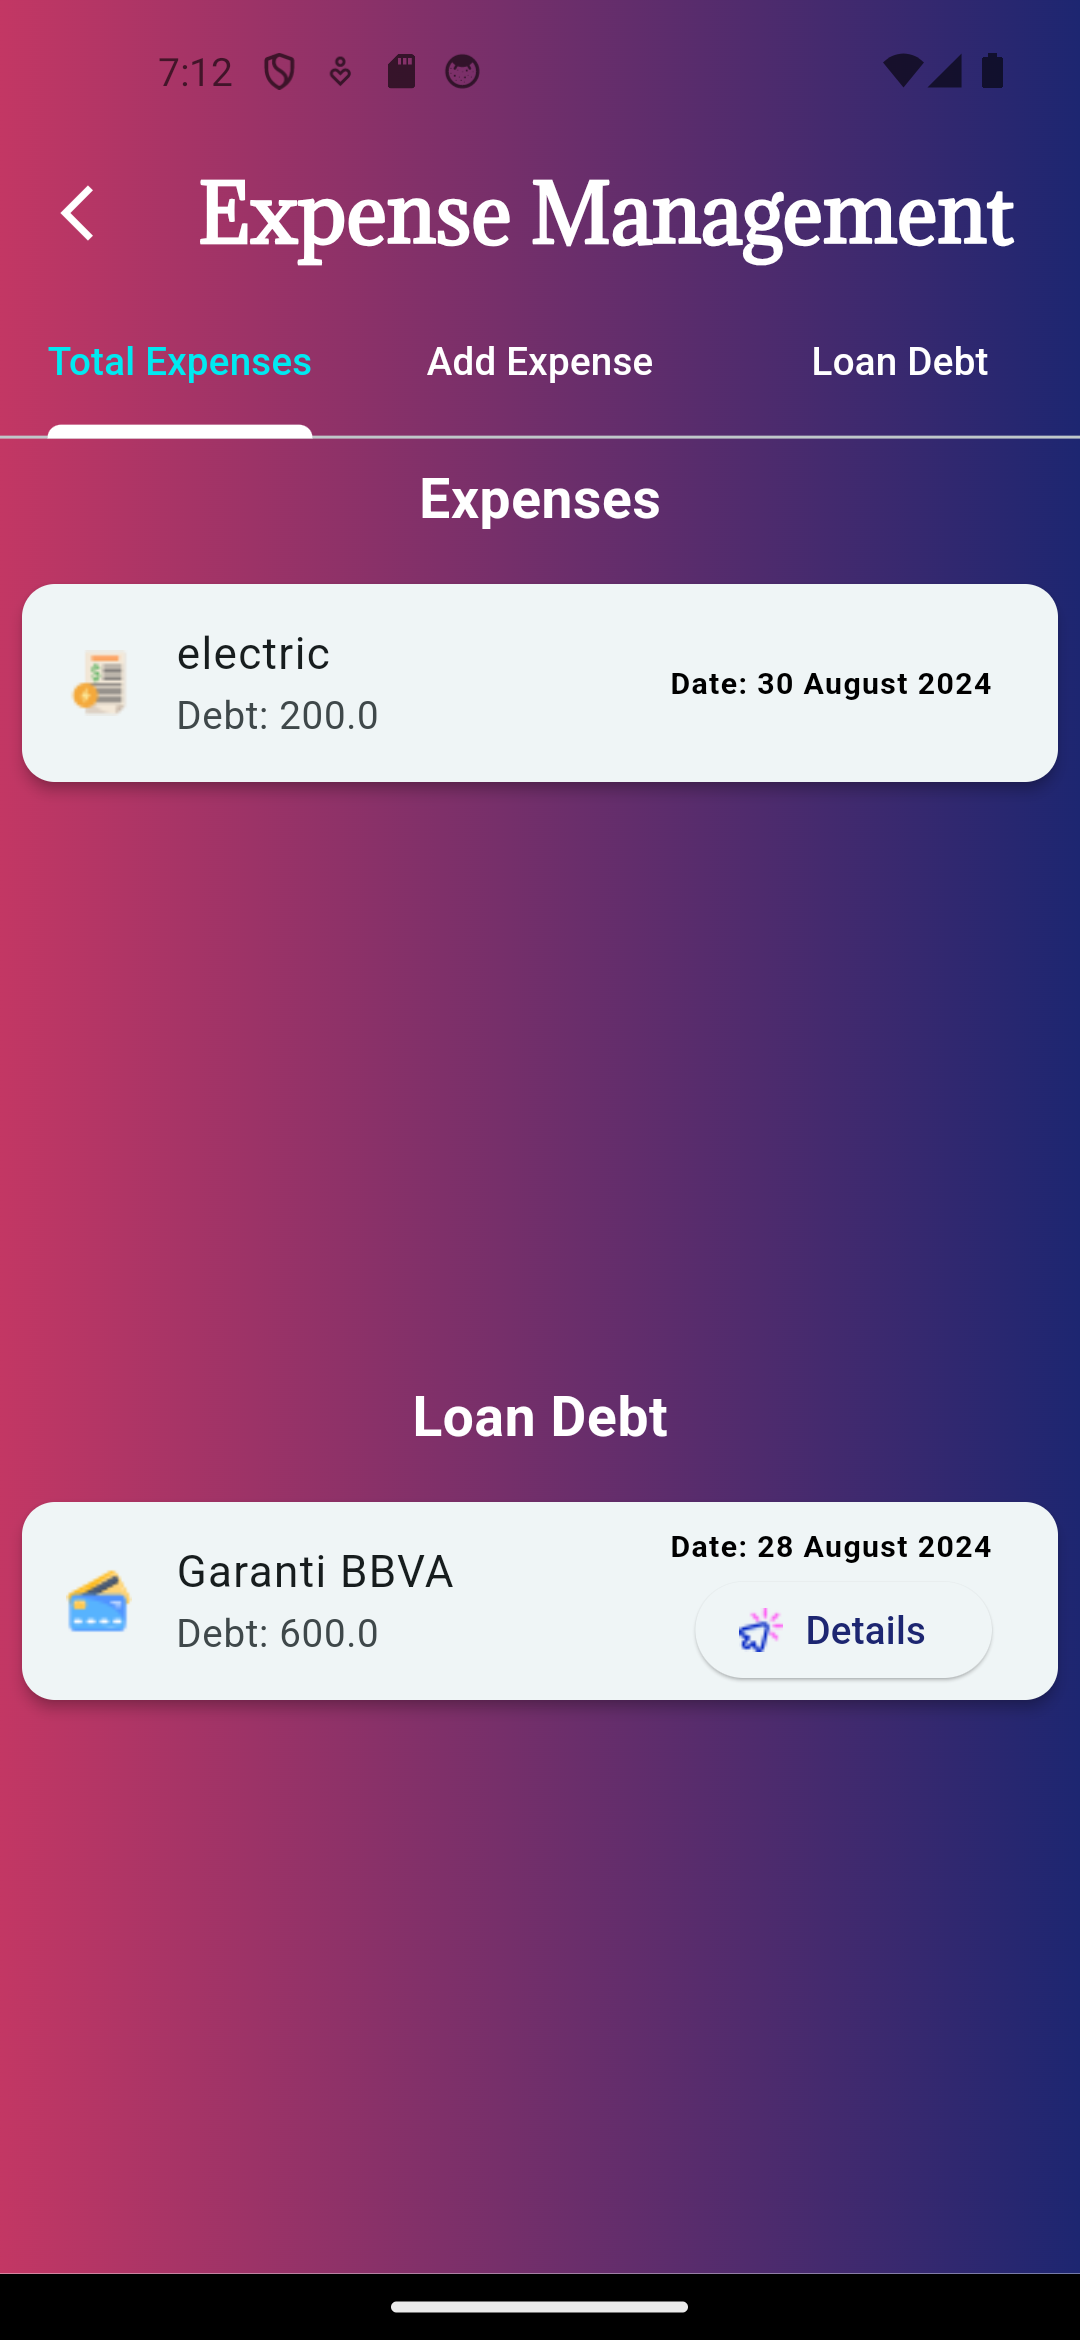 7:12
Expense Management
Total Expenses
Add Expense
Loan Debt
Expenses
electric
Debt: 200.0
Date: 30 August 2024
Loan Debt
Garanti BBVA
Debt: 600.0
Date: 28 August 2024
Details